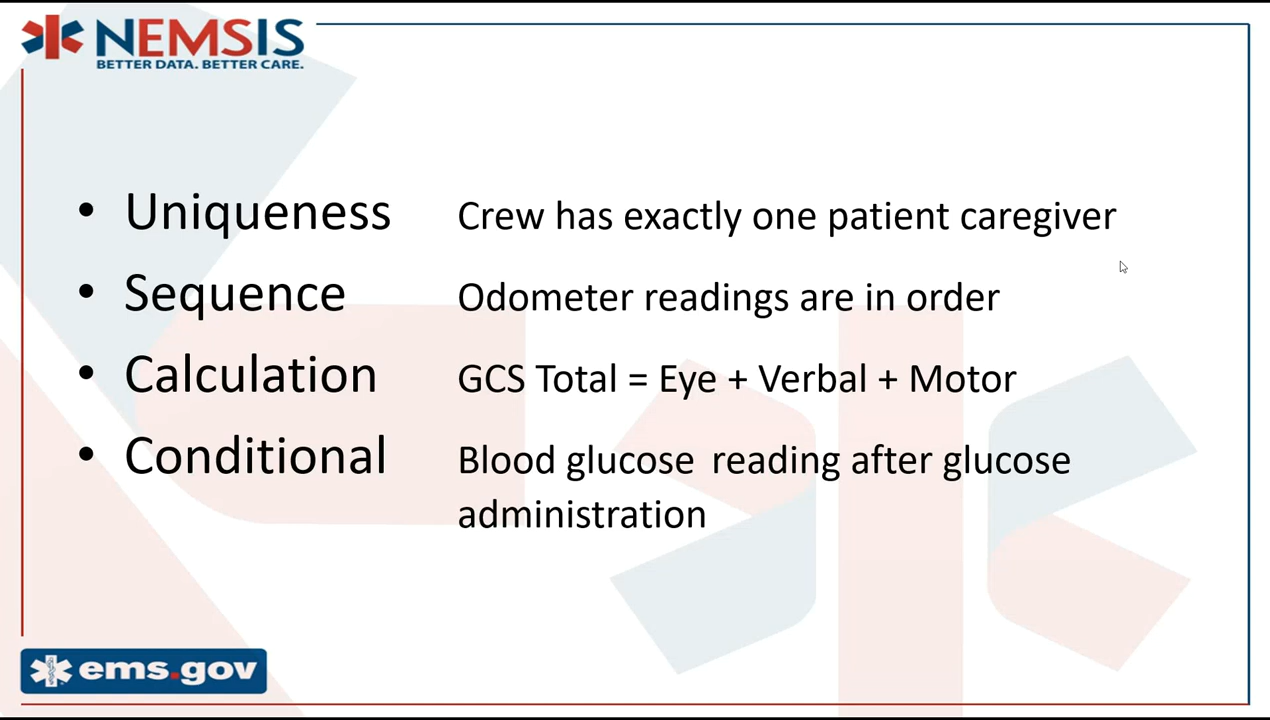 NEMSIS
BETTER DATA. BETTER CARE.
• Uniqueness Crew has exactly one patient caregiver
• Sequence Odometer readings are in order
• Calculation GCS Total = Eye + Verbal + Motor
• Conditional Blood glucose reading after glucose
administration
ems.gov